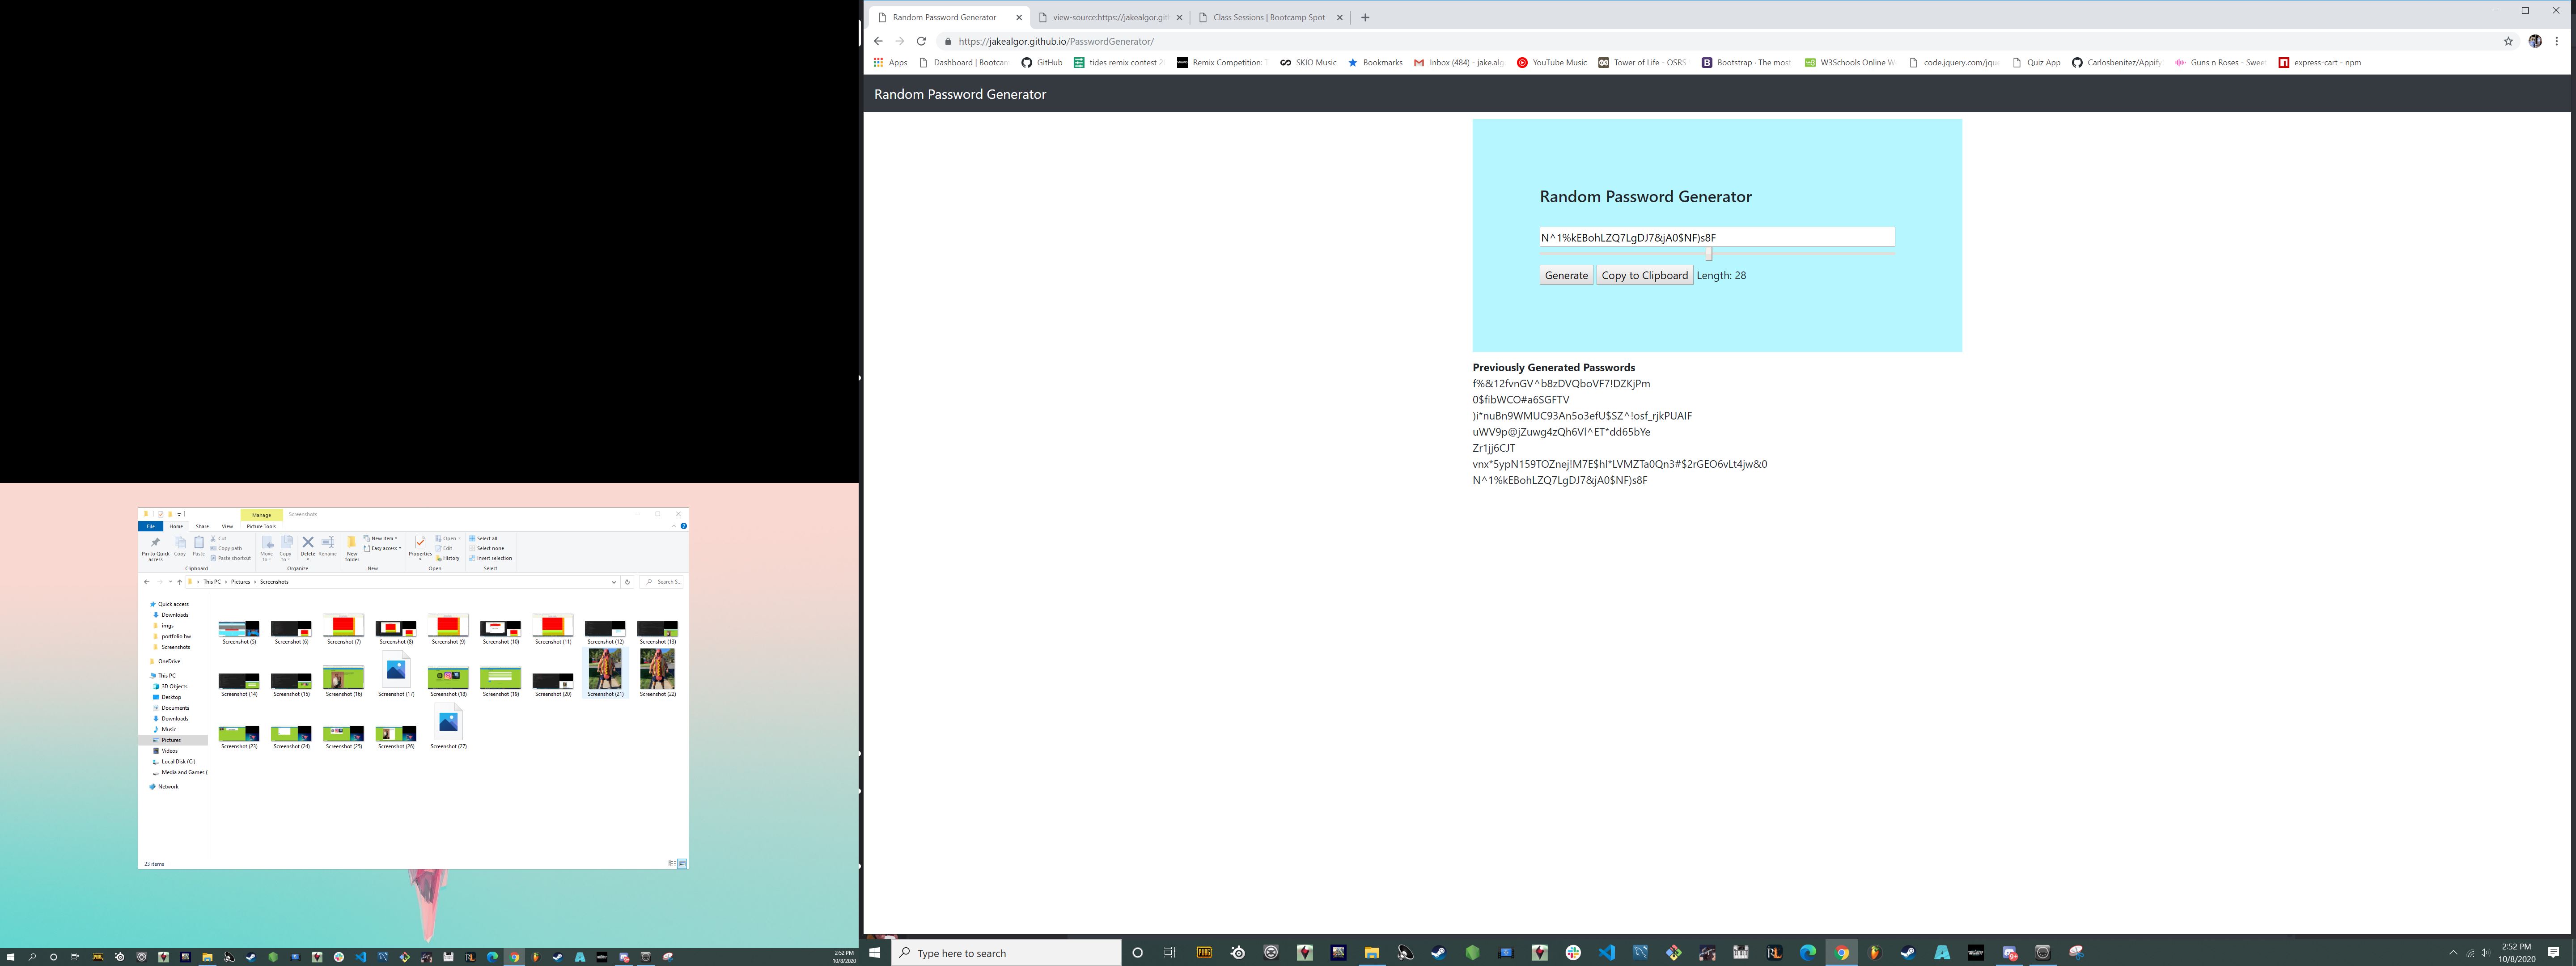 Manage
Screenshots
File
Home
Share
View
Picture Tools
Pin to Quick access
Copy
Paste
Cut
Copy path
Paste shortcut
Clipboard
Move to
Copy to
Delete
Rename
Organize
New folder
New item
Easy access
New
Properties
Open
Edit
History
Open
Select all
Select none
Invert selection
Select
This PC > Pictures > Screenshots
Search S...
Quick access
Downloads
imgs
portfolio hw
Screenshots
OneDrive
This PC
3D Objects
Desktop
Documents
Downloads
Music
Pictures
Videos
Local Disk (C:)
Media and Games (
Network
Screenshot (5)
Screenshot (6)
Screenshot (7)
Screenshot (8)
Screenshot (9)
Screenshot (10)
Screenshot (11)
Screenshot (12)
Screenshot (13)
Screenshot (14)
Screenshot (15)
Screenshot (16)
Screenshot (17)
Screenshot (18)
Screenshot (19)
Screenshot (20)
Screenshot (21)
Screenshot (22)
Screenshot (23)
Screenshot (24)
Screenshot (25)
Screenshot (26)
Screenshot (27)
23 items
2:52 PM
10/8/2020
Random Password Generator
view-source:https://jakealgor.gith
Class Sessions | Bootcamp Spot
https://jakealgor.github.io/PasswordGenerator/
Apps
Dashboard | Bootcam
GitHub
tides remix contest 2
Remix Competition:
SKIO Music
Bookmarks
Inbox (484) - jake.alg
YouTube Music
Tower of Life - OSRS
Bootstrap · The most
W3Schools Online W
code.jquery.com/jqu
Quiz App
Carlosbenitez/Appify
Guns n Roses - Swee
express-cart - npm
Random Password Generator
Random Password Generator
N^1%kEBohLZQ7LgDJ7&jA0$NF)s8F
Generate
Copy to Clipboard
Length: 28
Previously Generated Passwords
f%&12fvnGV^b8zDVQboVF7!DZKjPm
0$fibWCO#a6SGFTV
)i*nuBn9WMUC93An5o3efU$SZ^!osf_rjkPUAIF
uWV9p@jZuwg4zQh6Vl^ET*dd65bYe
Zr1jj6CJT
vnx*5ypN159TOZnej!M7E$hl*LVMZTa0Qn3#$2rGEO6vLt4jw&0
N^1%kEBohLZQ7LgDJ7&jA0$NF)s8F
Type here to search
2:52 PM
10/8/2020